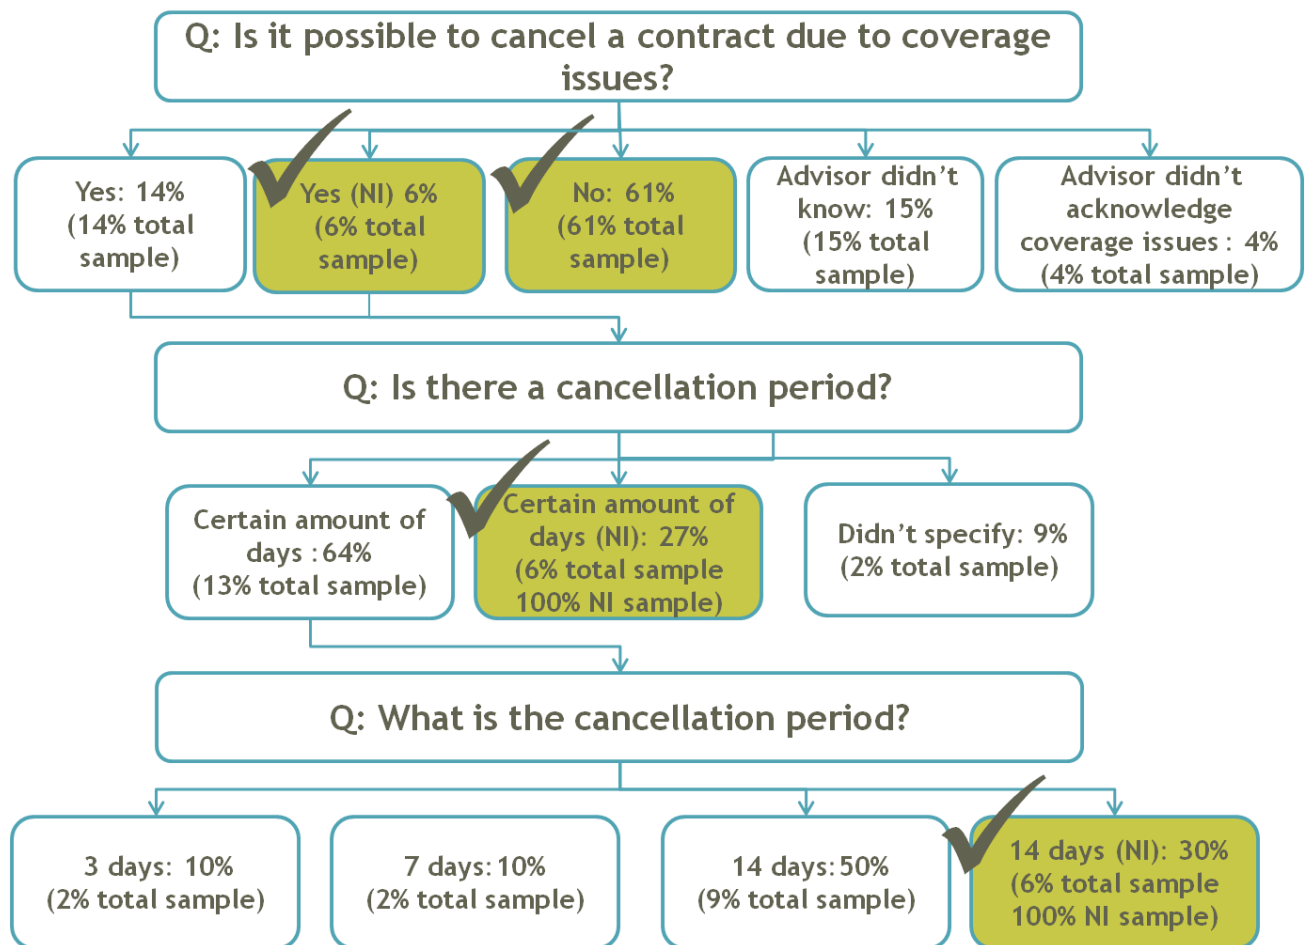 Q: Is it possible to cancel a contract due to coverage
issues?
Yes: 14%
(14% total
sample)
Yes (NI) 6%
(6% total
sample)
No: 61%
(61% total
sample)
Advisor didn't
know: 15%
(15% total
sample)
Advisor didn't
acknowledge
coverage issues : 4%
(4% total sample)
Q: Is there a cancellation period?
Certain amount of
days :64%
(13% total sample)
Certain amount of
days (NI): 27%
(6% total sample
100% NI sample)
Didn't specify: 9%
(2% total sample)
Q: What is the cancellation period?
3 days: 10%
(2% total sample)
7 days:10%
(2% total sample)
14 days:50%
(9% total sample)
14 days (NI): 30%
(6% total sample
100% NI sample)